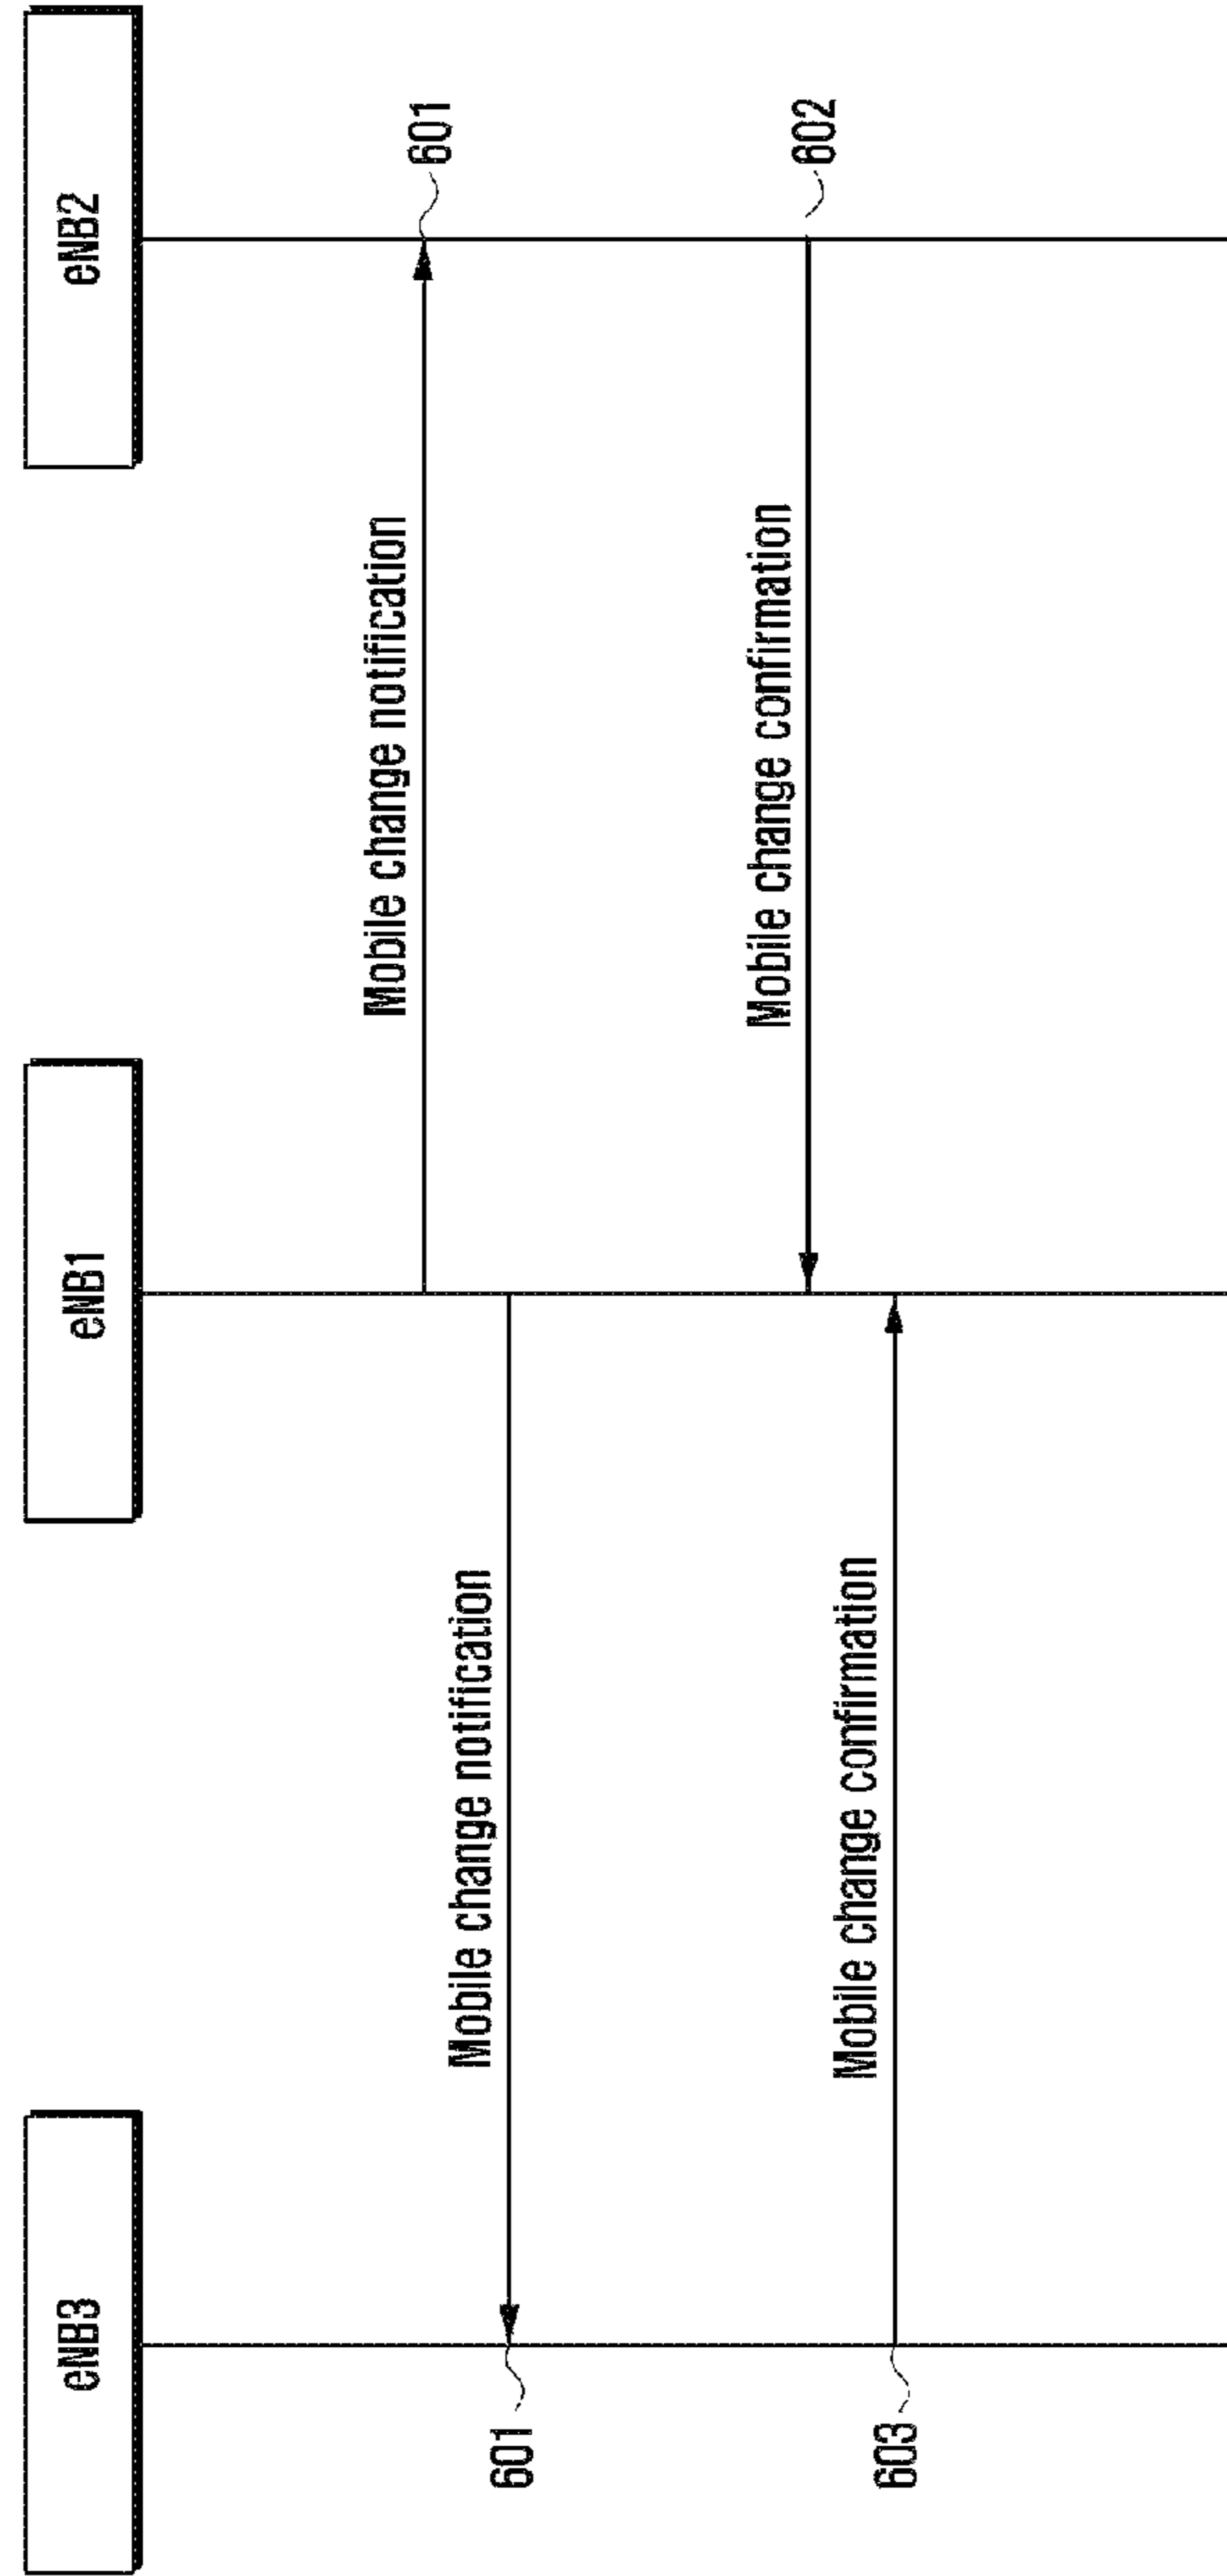 eNB3
eNB1
eNB2
Mobile change notification
601
601
Mobile change notification
Mobile change confirmation
602
603
Mobile change confirmation